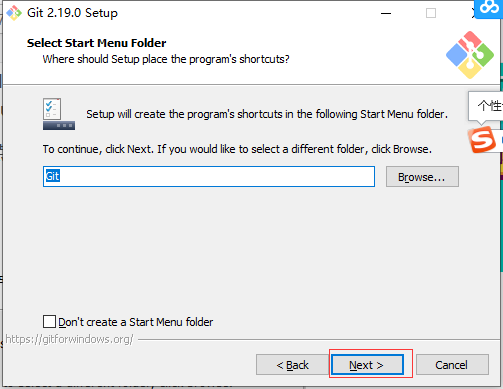 Git 2.19.0 Setup
Select Start Menu Folder
Where should Setup place the program's shortcuts?
个性
Setup will create the program's shortcuts in the following Start Menu folder.
To continue, click Next. If you would like to select a different folder, click Browse.
Git
Browse...
Don't create a Start Menu folder
https://gitforwindows.org/
< Back
Next >
Cancel